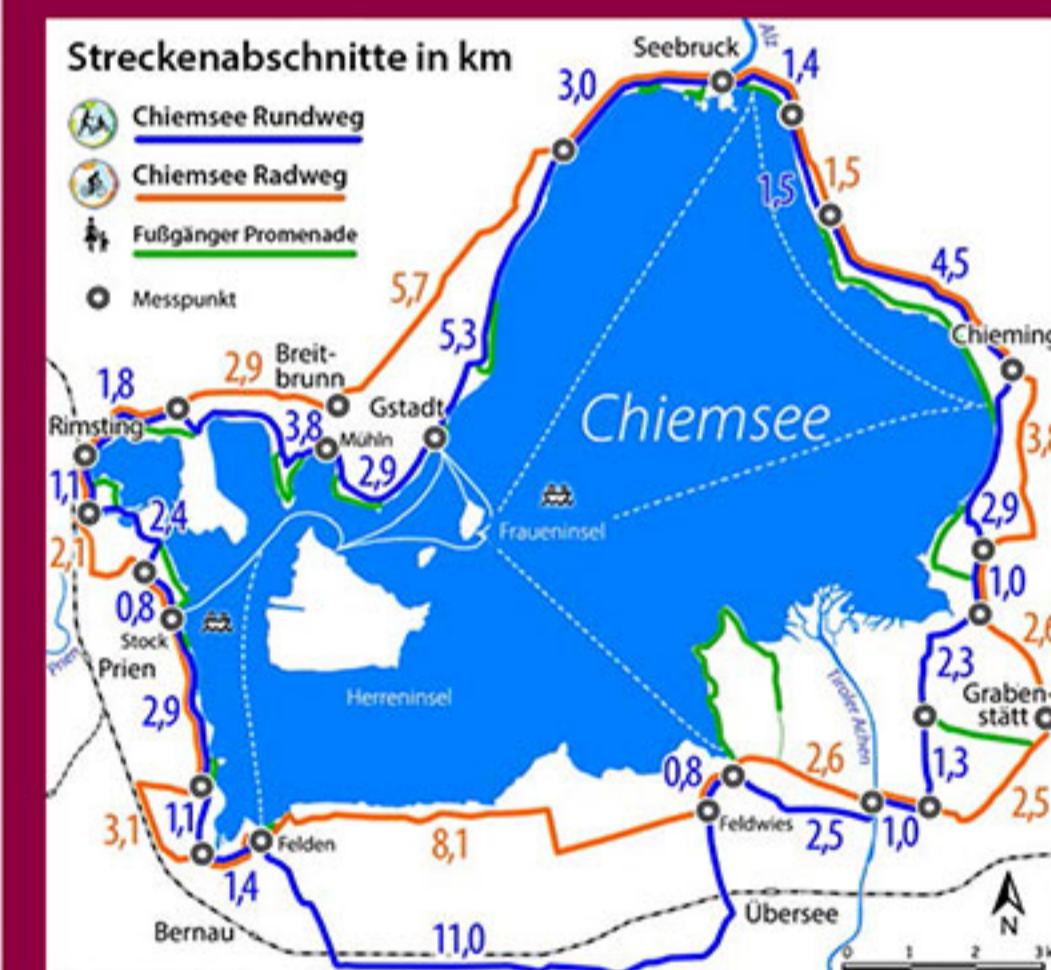 Streckenabschnitte in km
Chiemsee Rundweg
Chiemsee Radweg
Fußgänger Promenade
Messpunkt
Seebruck
Alz
1,4
3,0
1,5
1,5
5,7
4,5
5,3
Chieming
Breit-
brunn
2,9
1,8
Gstadt
Rimsting
3,8
Mühln
2,9
Chiemsee
1,1
2,4
Fraueninsel
2,9
2,1
1,0
0,8
Stock
Prien
Prien
2,3
Graben-
stätt
2,9
Herreninsel
Tiroler Achen
0,8
2,6
1,3
2,5
3,1
1,1
Feldwies
2,5
1,0
Felden
8,1
1,4
Bernau
11,0
Übersee
N
0
1
2